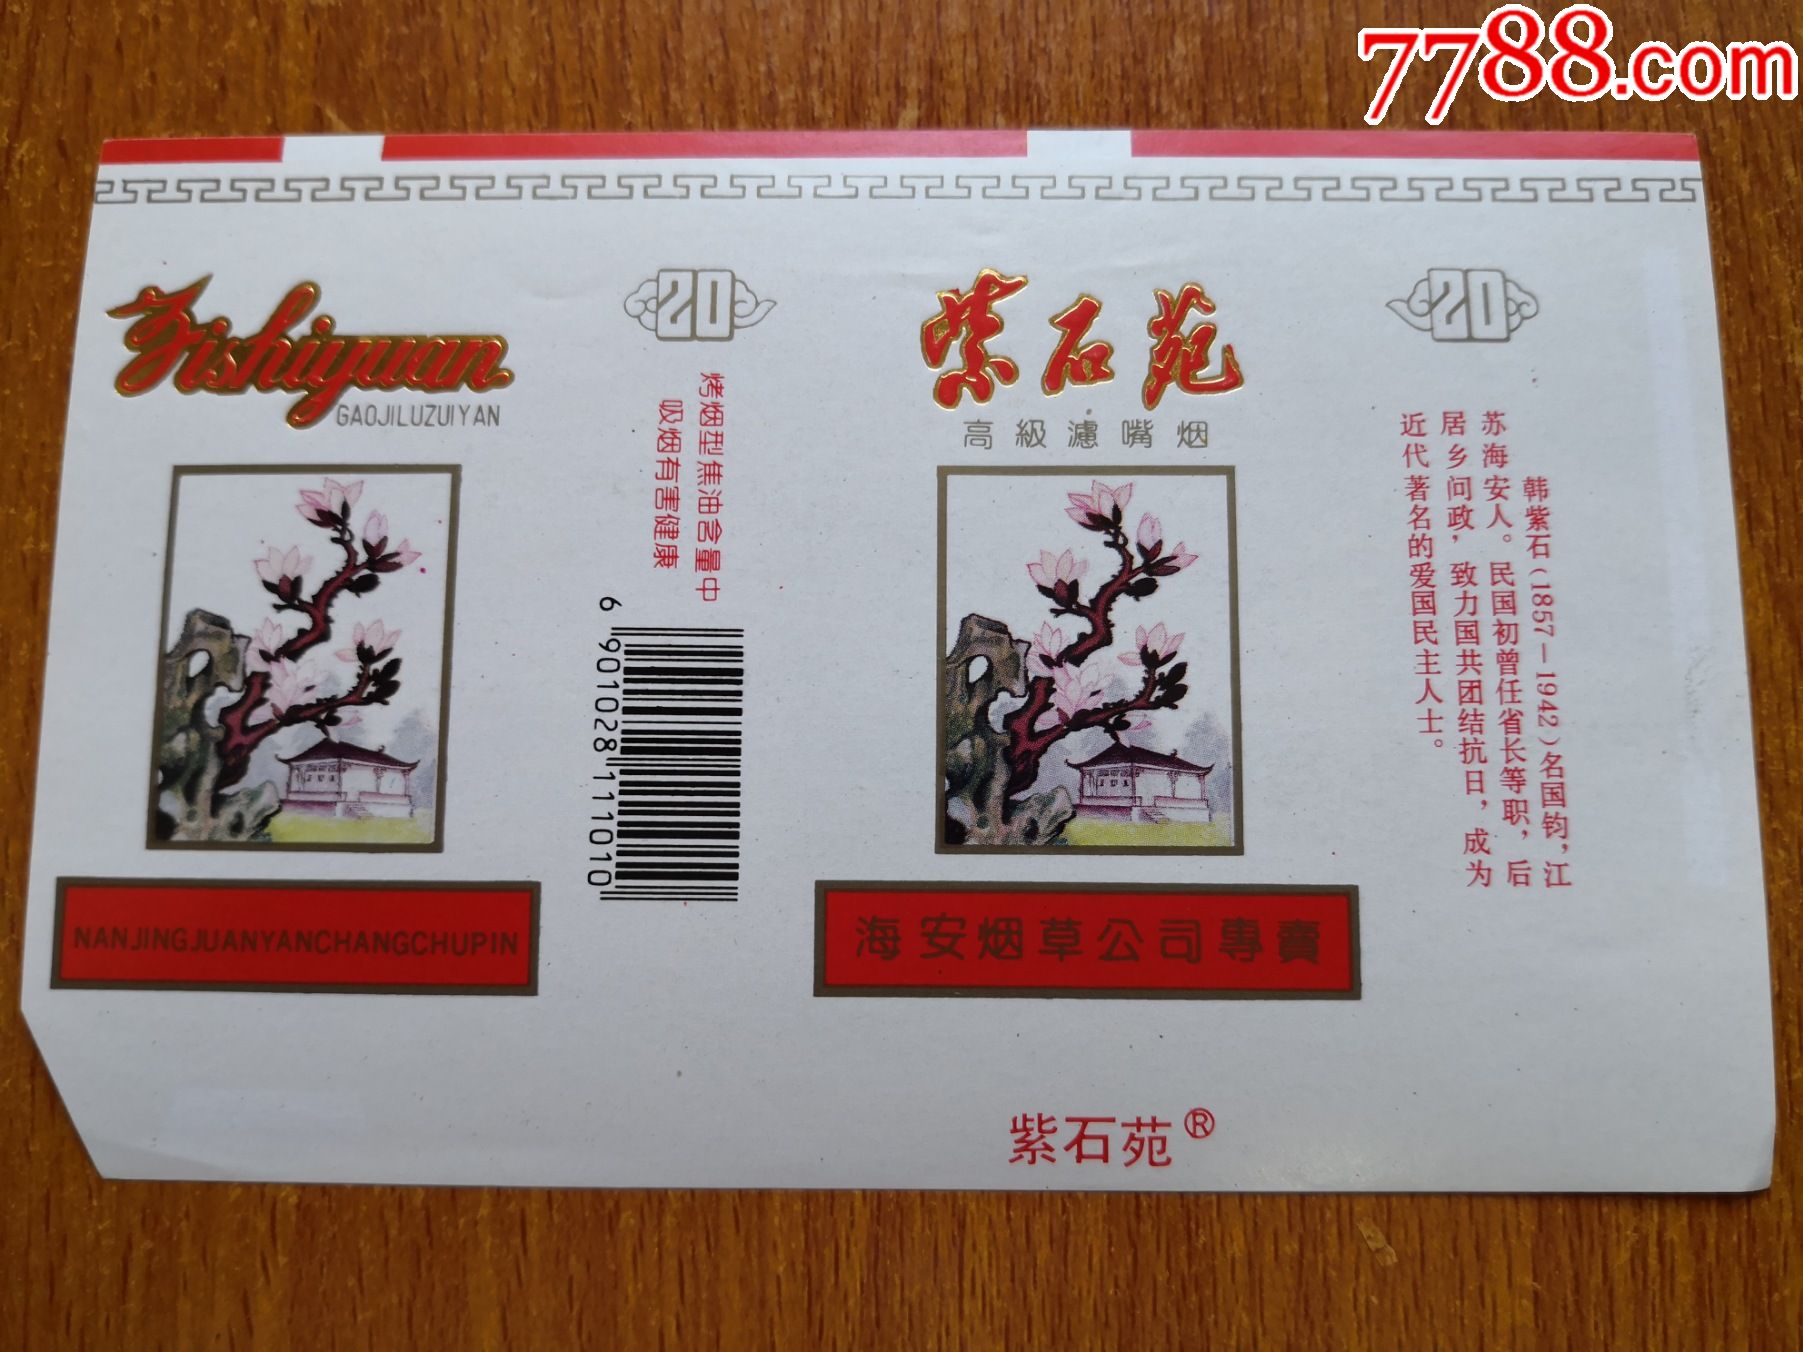 7788.com
Zishiyuan
GAOJILUZUIYAN
NANJINGJUANYANCHANGCHUPIN
20
烤烟型焦油含量中
吸烟有害健康
6 901028 111010
紫石苑
高級濾嘴烟
海安烟草公司專賣
紫石苑®
20
韩紫石(1857-1942)名国钧,江
苏海安人。民国初曾任省长等职,后
居乡问政,致力国共团结抗日,成为
近代著名的爱国民主人士。